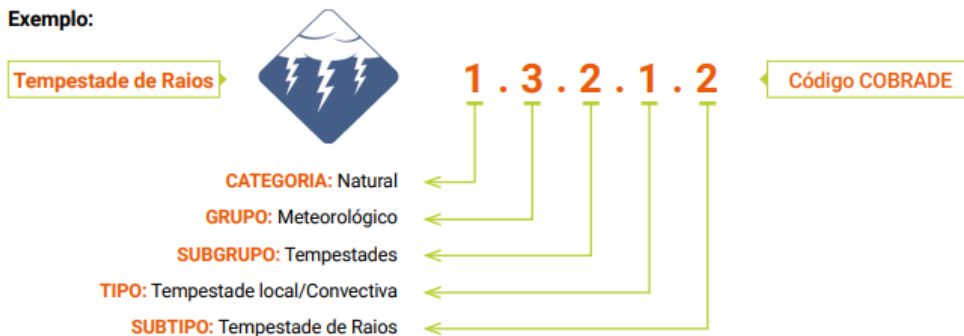 Exemplo:
Tempestade de Raios
1.3.2.1.2
Código COBRADE
CATEGORIA: Natural
GRUPO: Meteorológico
SUBGRUPO: Tempestades
TIPO: Tempestade local/Convectiva
SUBTIPO: Tempestade de Raios